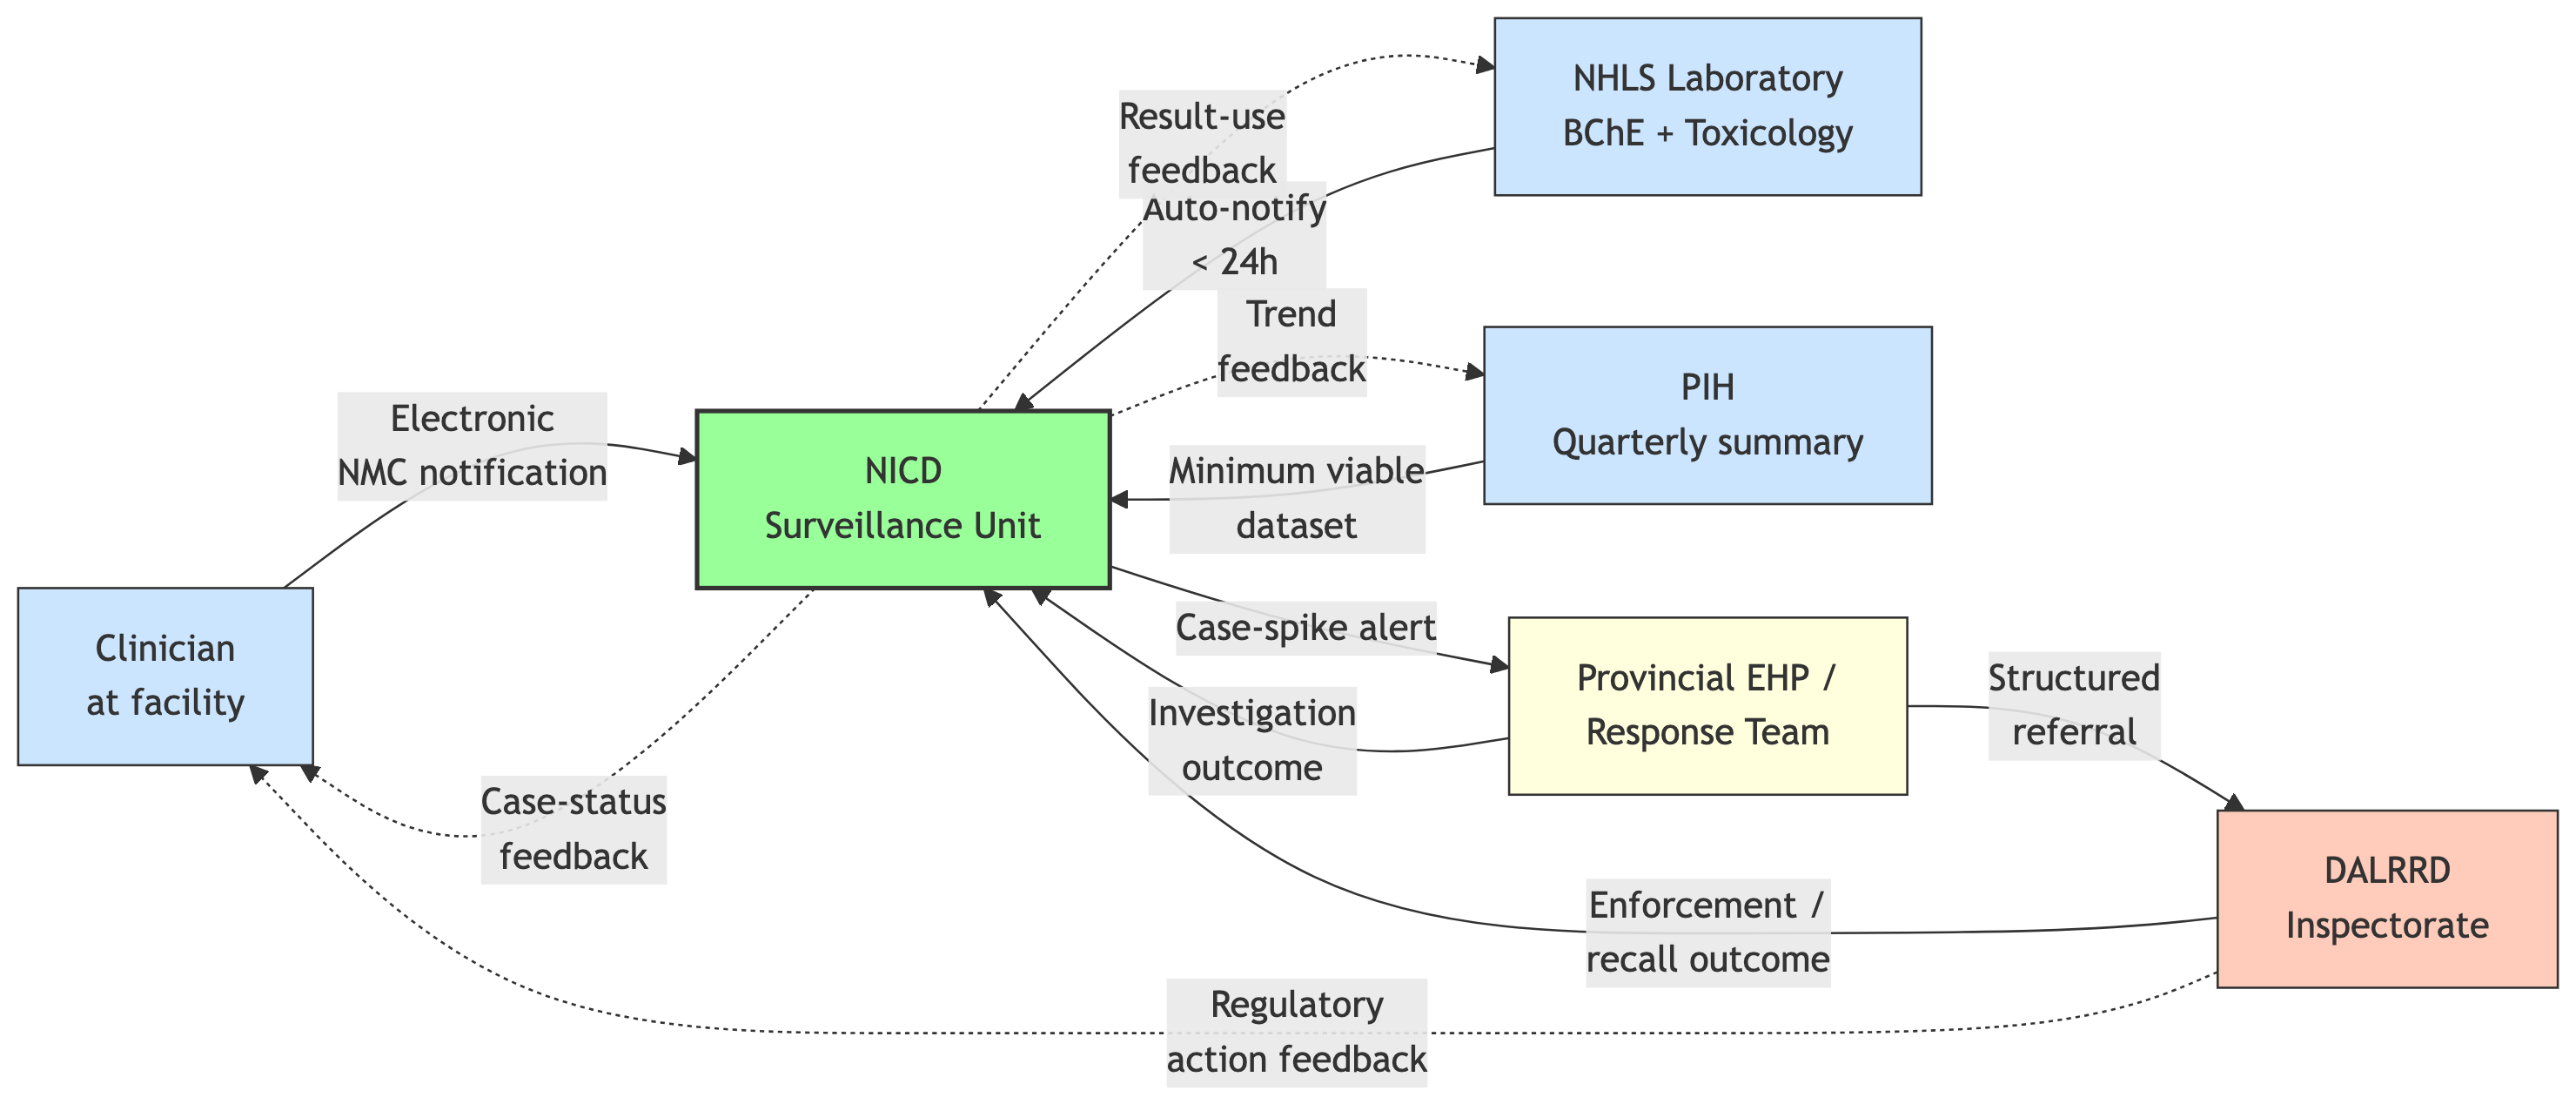 NHLS Laboratory
BChE + Toxicology
Result-use
feedback
Auto-notify
< 24h
Trend
feedback
PIH
Quarterly summary
Electronic
NMC notification
NICD
Surveillance Unit
Minimum viable
dataset
Clinician
at facility
Case-spike alert
Provincial EHP /
Response Team
Structured
referral
Investigation
outcome
Case-status
feedback
DALRRD
Inspectorate
Enforcement /
recall outcome
Regulatory
action feedback